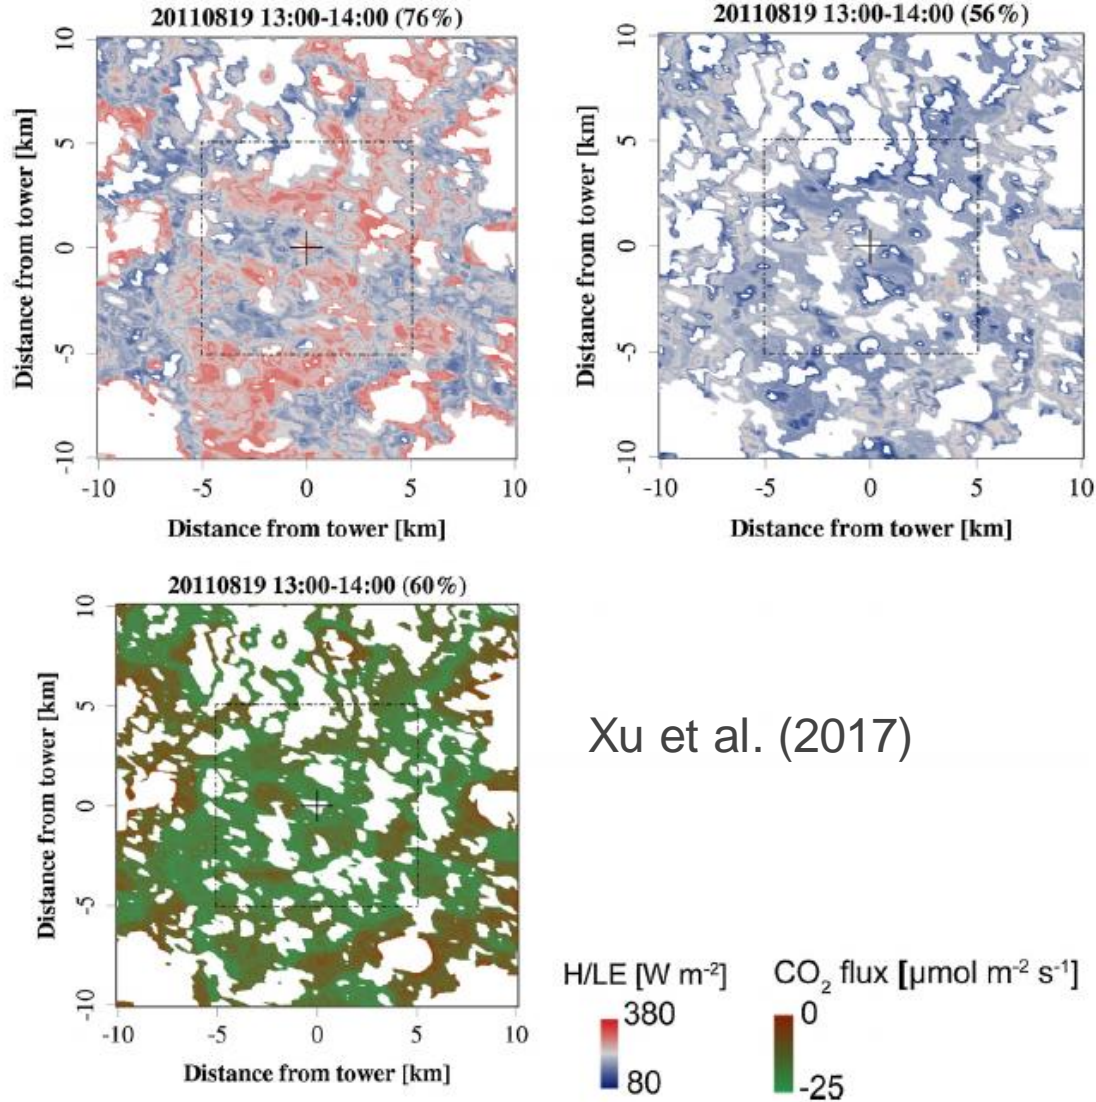 20110819 13:00-14:00 (76%)
Distance from tower [km]
10
5
0
-5
-10
-10 -5 0 5 10
Distance from tower [km]
20110819 13:00-14:00 (56%)
Distance from tower [km]
10
5
0
-5
-10
-10 -5 0 5 10
Distance from tower [km]
20110819 13:00-14:00 (60%)
Distance from tower [km]
10
5
0
-5
-10
-10 -5 0 5 10
Distance from tower [km]
Xu et al. (2017)
H/LE [W m⁻²]
380
80
CO₂ flux [µmol m⁻² s⁻¹]
0
-25